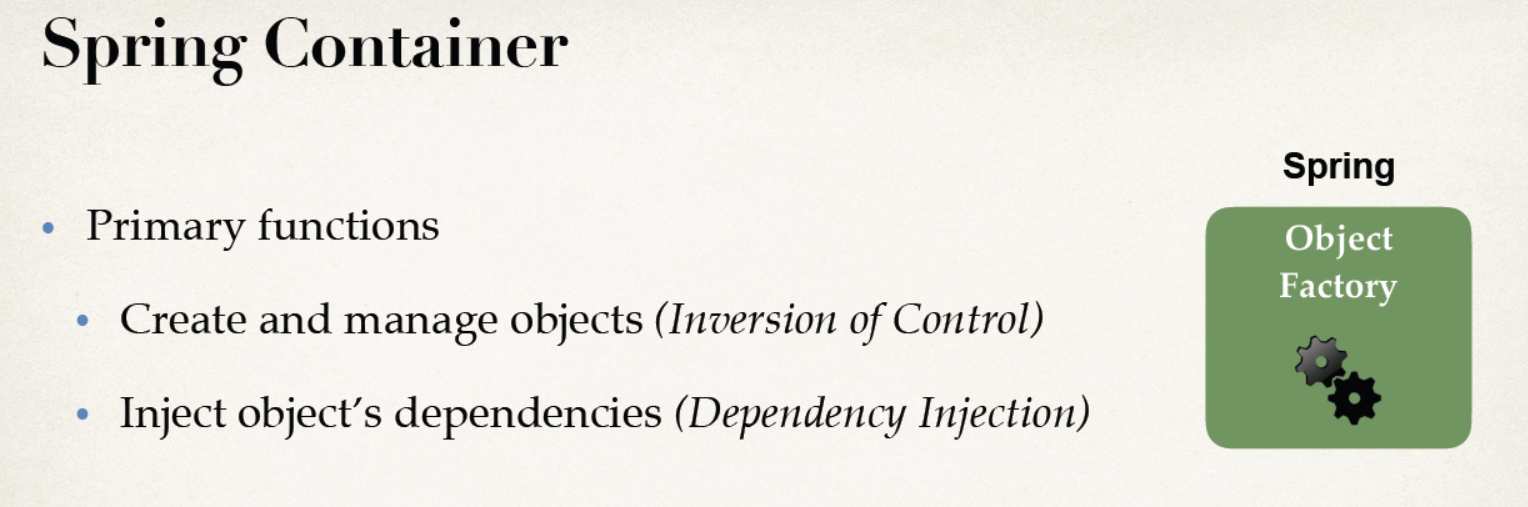 Spring Container
• Primary functions
• Create and manage objects (Inversion of Control)
• Inject object’s dependencies (Dependency Injection)
Spring
Object
Factory